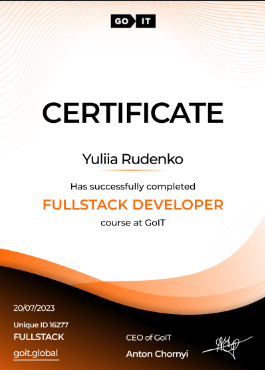 GO IT
CERTIFICATE
Yuliia Rudenko
Has successfully completed
FULLSTACK DEVELOPER
course at GoIT
20/07/2023
Unique ID 16277
FULLSTACK
goit.global
CEO of GoIT
Anton Chornyi